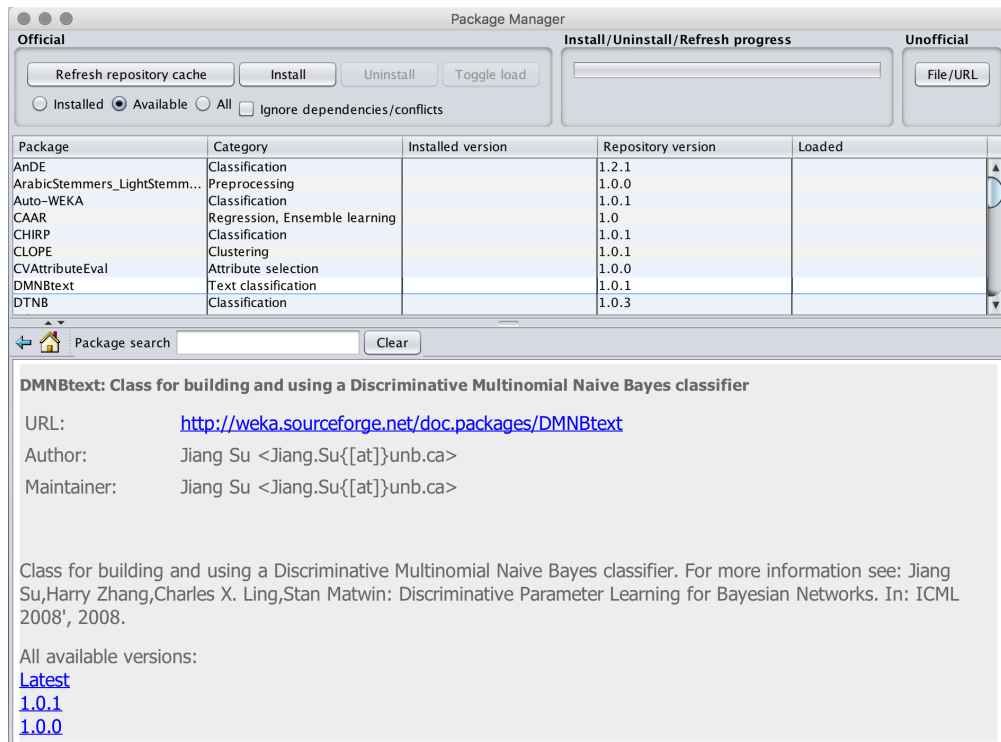 Package Manager
Official
Install/Uninstall/Refresh progress
Unofficial
Refresh repository cache Install Uninstall Toggle load
File/URL
Installed Available All Ignore dependencies/conflicts
Package Category Installed version Repository version Loaded
AnDE Classification 1.2.1
ArabicStemmers_LightStemm... Preprocessing 1.0.0
Auto-WEKA Classification 1.0.1
CAAR Regression, Ensemble learning 1.0
CHIRP Classification 1.0.1
CLOPE Clustering 1.0.1
CVAttributeEval Attribute selection 1.0.0
DMNBtext Text classification 1.0.1
DTNB Classification 1.0.3
Package search Clear
DMNBtext: Class for building and using a Discriminative Multinomial Naive Bayes classifier
URL: http://weka.sourceforge.net/doc.packages/DMNBtext
Author: Jiang Su <Jiang.Su{[at]}unb.ca>
Maintainer: Jiang Su <Jiang.Su{[at]}unb.ca>
Class for building and using a Discriminative Multinomial Naive Bayes classifier. For more information see: Jiang
Su,Harry Zhang,Charles X. Ling,Stan Matwin: Discriminative Parameter Learning for Bayesian Networks. In: ICML
2008', 2008.
All available versions:
Latest
1.0.1
1.0.0